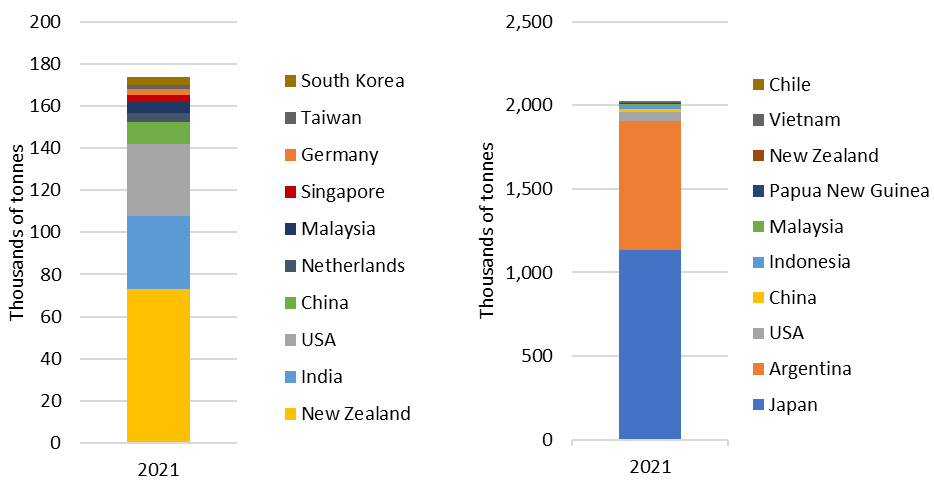 200
180
160
140
120
100
80
60
40
20
0
Thousands of tonnes
2021
South Korea
Taiwan
Germany
Singapore
Malaysia
Netherlands
China
USA
India
New Zealand
2,500
2,000
1,500
1,000
500
0
Thousands of tonnes
2021
Chile
Vietnam
New Zealand
Papua New Guinea
Malaysia
Indonesia
China
USA
Argentina
Japan